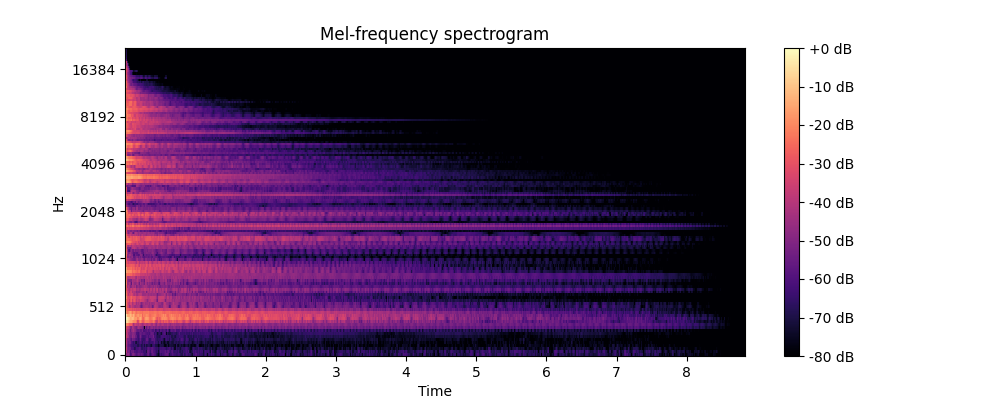 Mel-frequency spectrogram
Hz
16384
8192
4096
2048
1024
512
0
0 1 2 3 4 5 6 7 8
Time
+0 dB
-10 dB
-20 dB
-30 dB
-40 dB
-50 dB
-60 dB
-70 dB
-80 dB